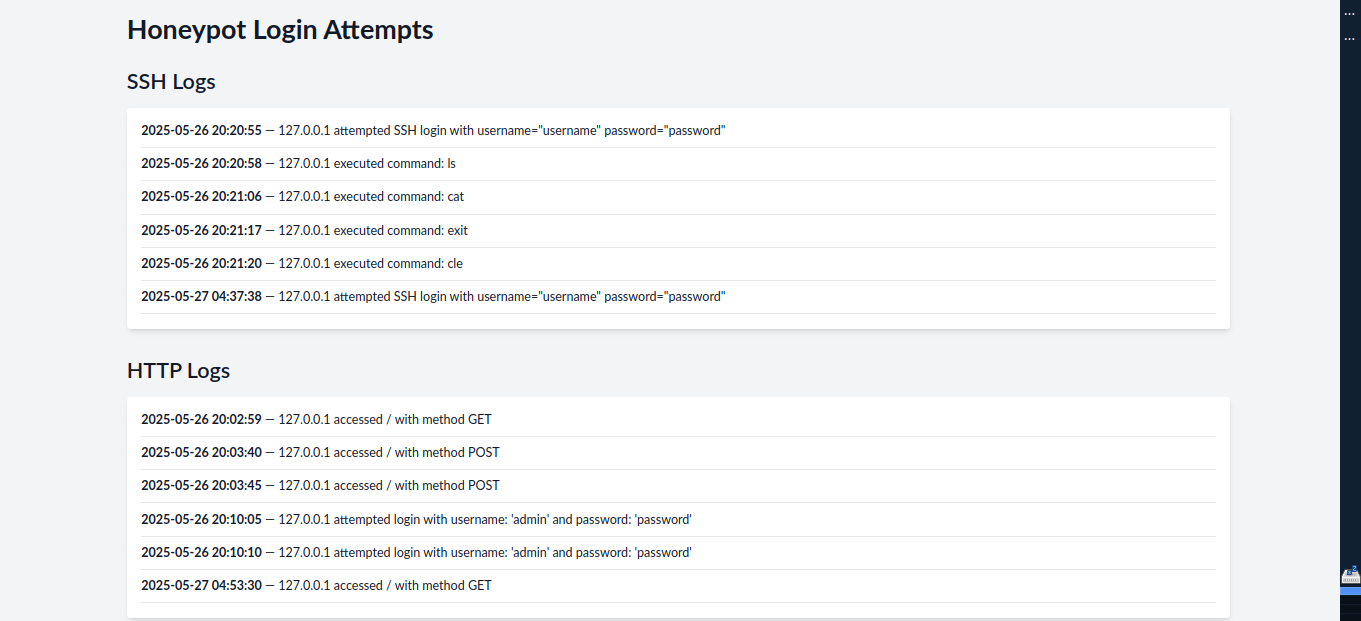 Honeypot Login Attempts
SSH Logs
2025-05-26 20:20:55 — 127.0.0.1 attempted SSH login with username="username" password="password"
2025-05-26 20:20:58 — 127.0.0.1 executed command: ls
2025-05-26 20:21:06 — 127.0.0.1 executed command: cat
2025-05-26 20:21:17 — 127.0.0.1 executed command: exit
2025-05-26 20:21:20 — 127.0.0.1 executed command: cle
2025-05-27 04:37:38 — 127.0.0.1 attempted SSH login with username="username" password="password"
HTTP Logs
2025-05-26 20:02:59 — 127.0.0.1 accessed / with method GET
2025-05-26 20:03:40 — 127.0.0.1 accessed / with method POST
2025-05-26 20:03:45 — 127.0.0.1 accessed / with method POST
2025-05-26 20:10:05 — 127.0.0.1 attempted login with username: 'admin' and password: 'password'
2025-05-26 20:10:10 — 127.0.0.1 attempted login with username: 'admin' and password: 'password'
2025-05-27 04:53:30 — 127.0.0.1 accessed / with method GET
...
...